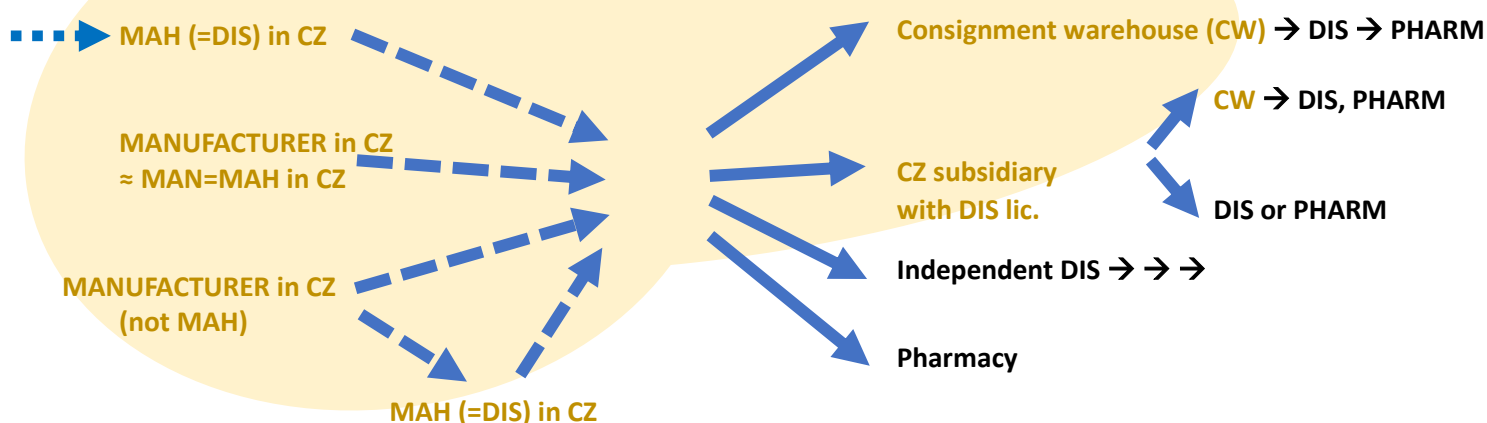 MAH (=DIS) in CZ
MANUFACTURER in CZ
≈ MAN=MAH in CZ
MANUFACTURER in CZ
(not MAH)
MAH (=DIS) in CZ
Consignment warehouse (CW) → DIS → PHARM
CW → DIS, PHARM
CZ subsidiary
with DIS lic.
DIS or PHARM
Independent DIS → → →
Pharmacy